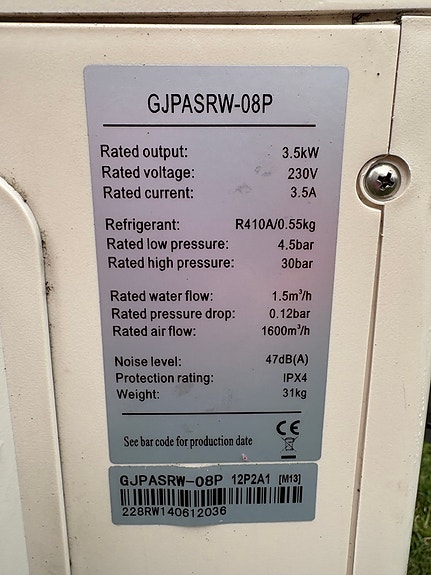 GJPASRW-08P
Rated output: 3.5kW
Rated voltage: 230V
Rated current: 3.5A
Refrigerant: R410A/0.55kg
Rated low pressure: 4.5bar
Rated high pressure: 30bar
Rated water flow: 1.5m³/h
Rated pressure drop: 0.12bar
Rated air flow: 1600m³/h
Noise level: 47dB(A)
Protection rating: IPX4
Weight: 31kg
See bar code for production date CE
GJPASRW-08P 12P2A1 [M13]
228RW140612036